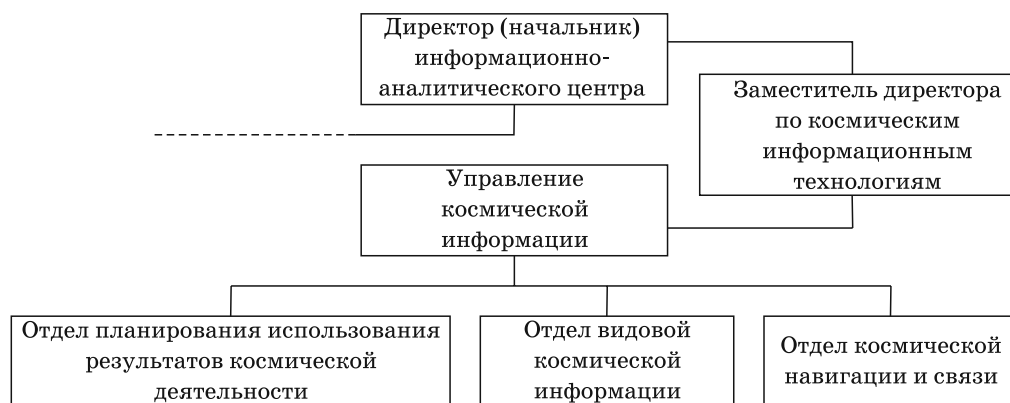 Директор (начальник)
информационно-
аналитического центра
Заместитель директора
по космическим
информационным
технологиям
Управление
космической
информации
Отдел планирования использования
результатов космической
деятельности
Отдел видовой
космической
информации
Отдел космической
навигации и связи